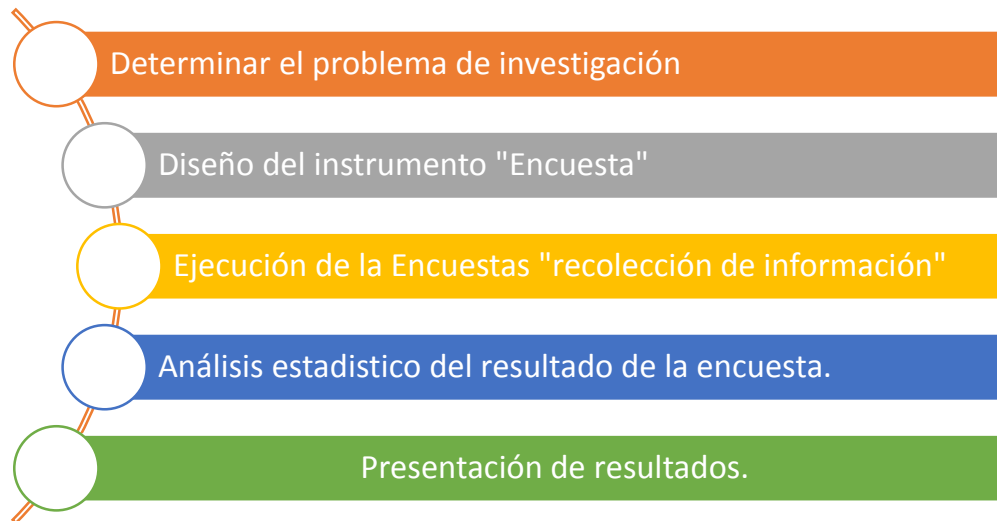 Determinar el problema de investigación
Diseño del instrumento "Encuesta"
Ejecución de la Encuestas "recolección de información"
Análisis estadistico del resultado de la encuesta.
Presentación de resultados.